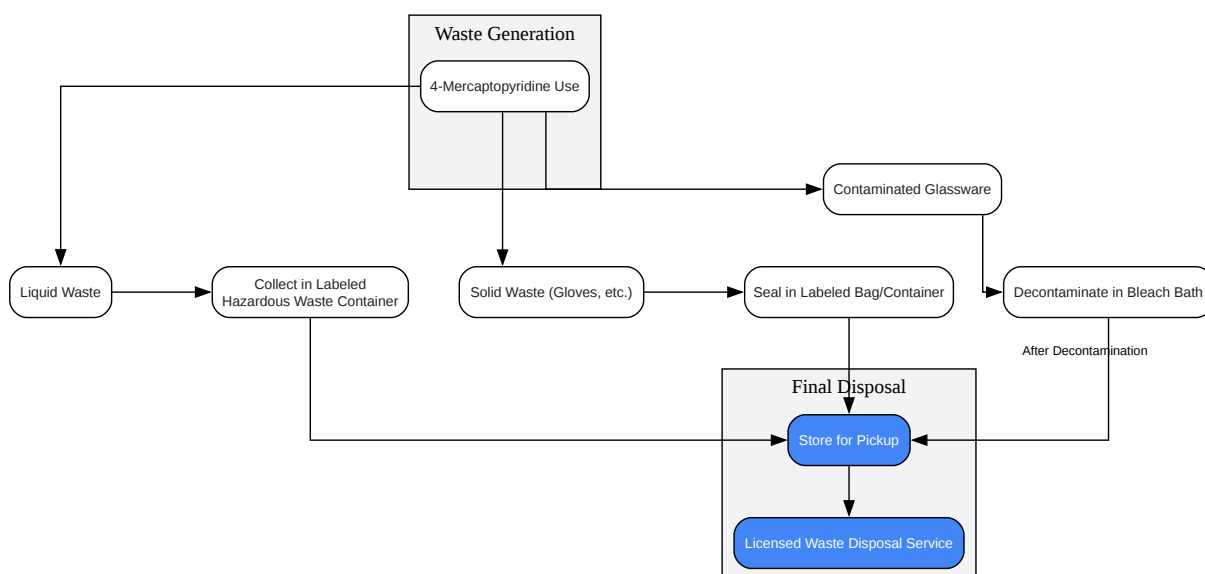 Waste Generation
4-Mercaptopyridine Use
Contaminated Glassware
Liquid Waste
Collect in Labeled
Hazardous Waste Container
Solid Waste (Gloves, etc.)
Seal in Labeled Bag/Container
Decontaminate in Bleach Bath
After Decontamination
Final Disposal
Store for Pickup
Licensed Waste Disposal Service